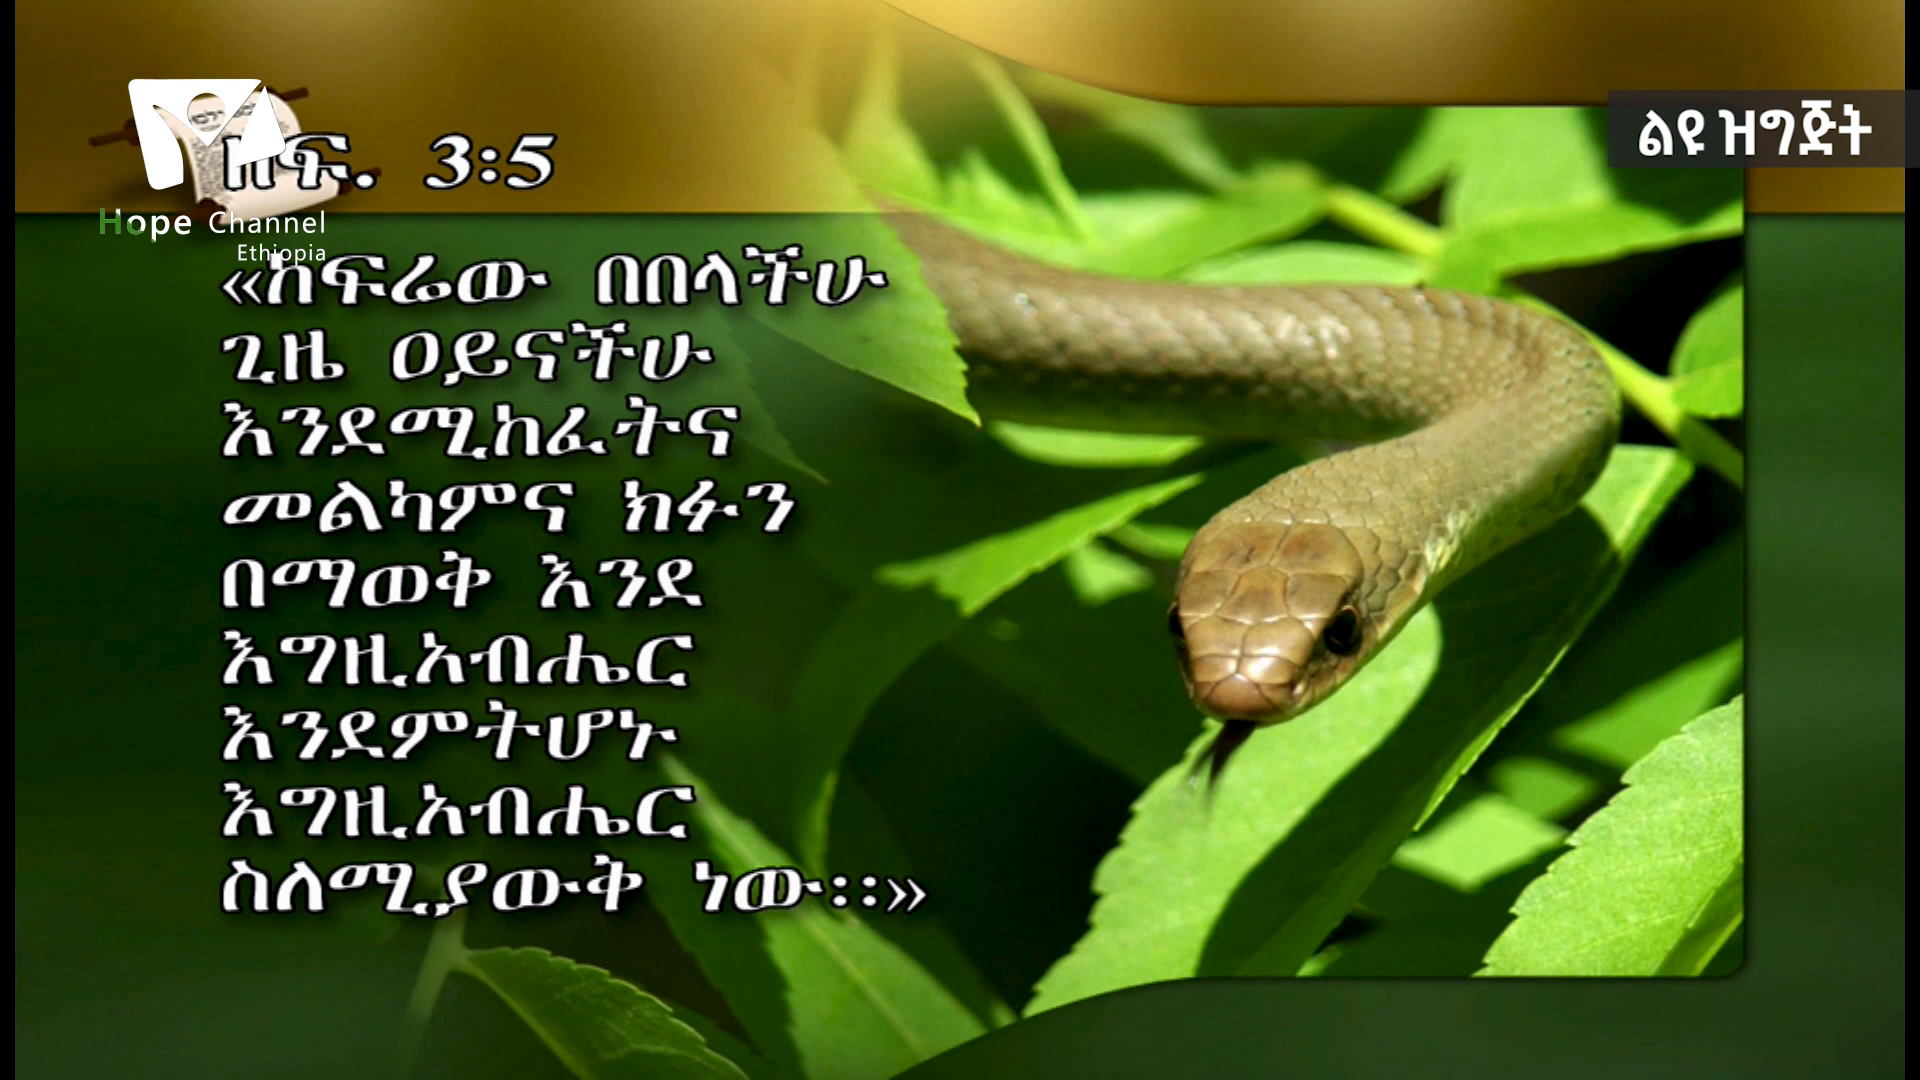 ዘፍ. 3፡5
Hope Channel
Ethiopia
ልዩ ዝግጅት
«ከፍሬው በበላችሁ
ጊዜ ዐይናችሁ
እንደሚከፈትና
መልካምና ክፉን
በማወቅ እንደ
እግዚአብሔር
እንደምትሆኑ
እግዚአብሔር
ስለሚያውቅ ነው፡፡»